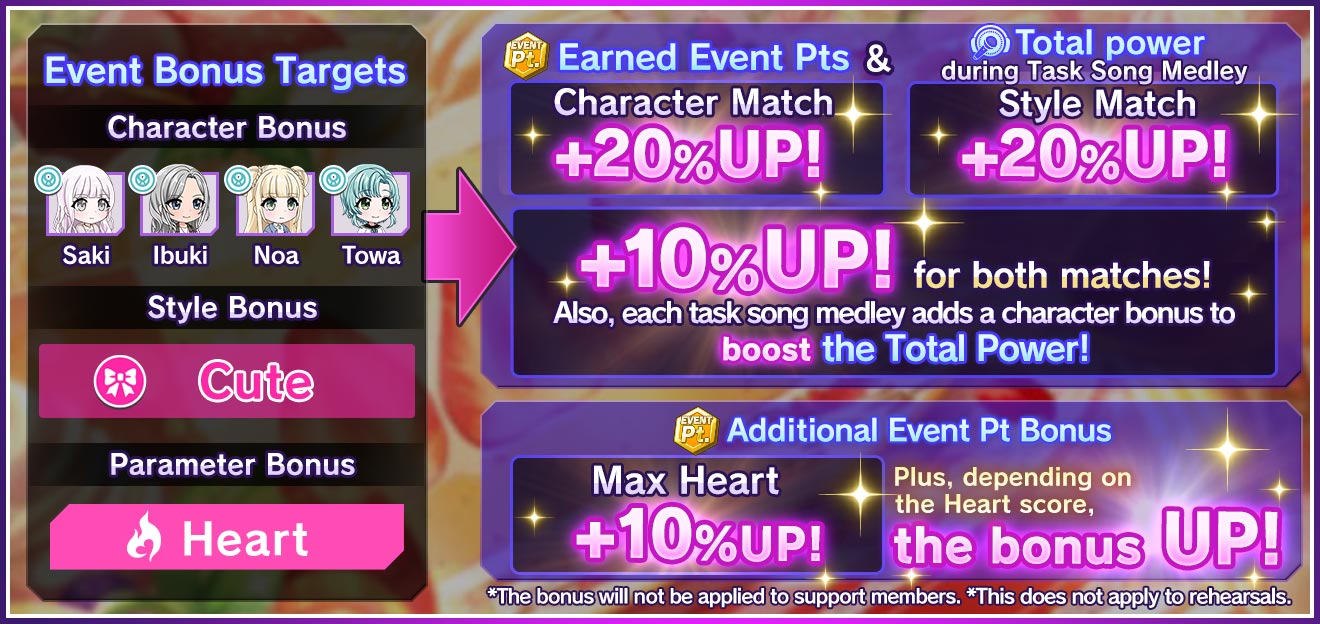 Event Bonus Targets
Character Bonus
Saki Ibuki Noa Towa
Style Bonus
Cute
Parameter Bonus
Heart
EVENT Pt. Earned Event Pts & Total power
during Task Song Medley
Character Match
+20%UP!
Style Match
+20%UP!
+10%UP! for both matches!
Also, each task song medley adds a character bonus to
boost the Total Power!
EVENT Pt. Additional Event Pt Bonus
Max Heart
+10%UP!
Plus, depending on
the Heart score,
the bonus UP!
*The bonus will not be applied to support members. *This does not apply to rehearsals.